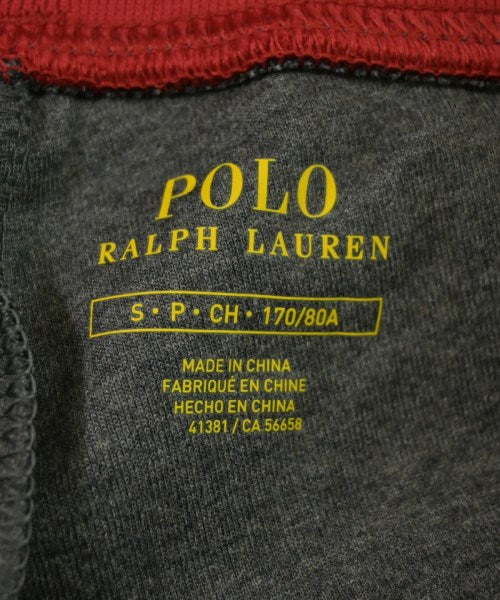 POLO
RALPH LAUREN
S • P • CH • 170/80A
MADE IN CHINA
FABRIQUÉ EN CHINE
HECHO EN CHINA
41381 / CA 56658